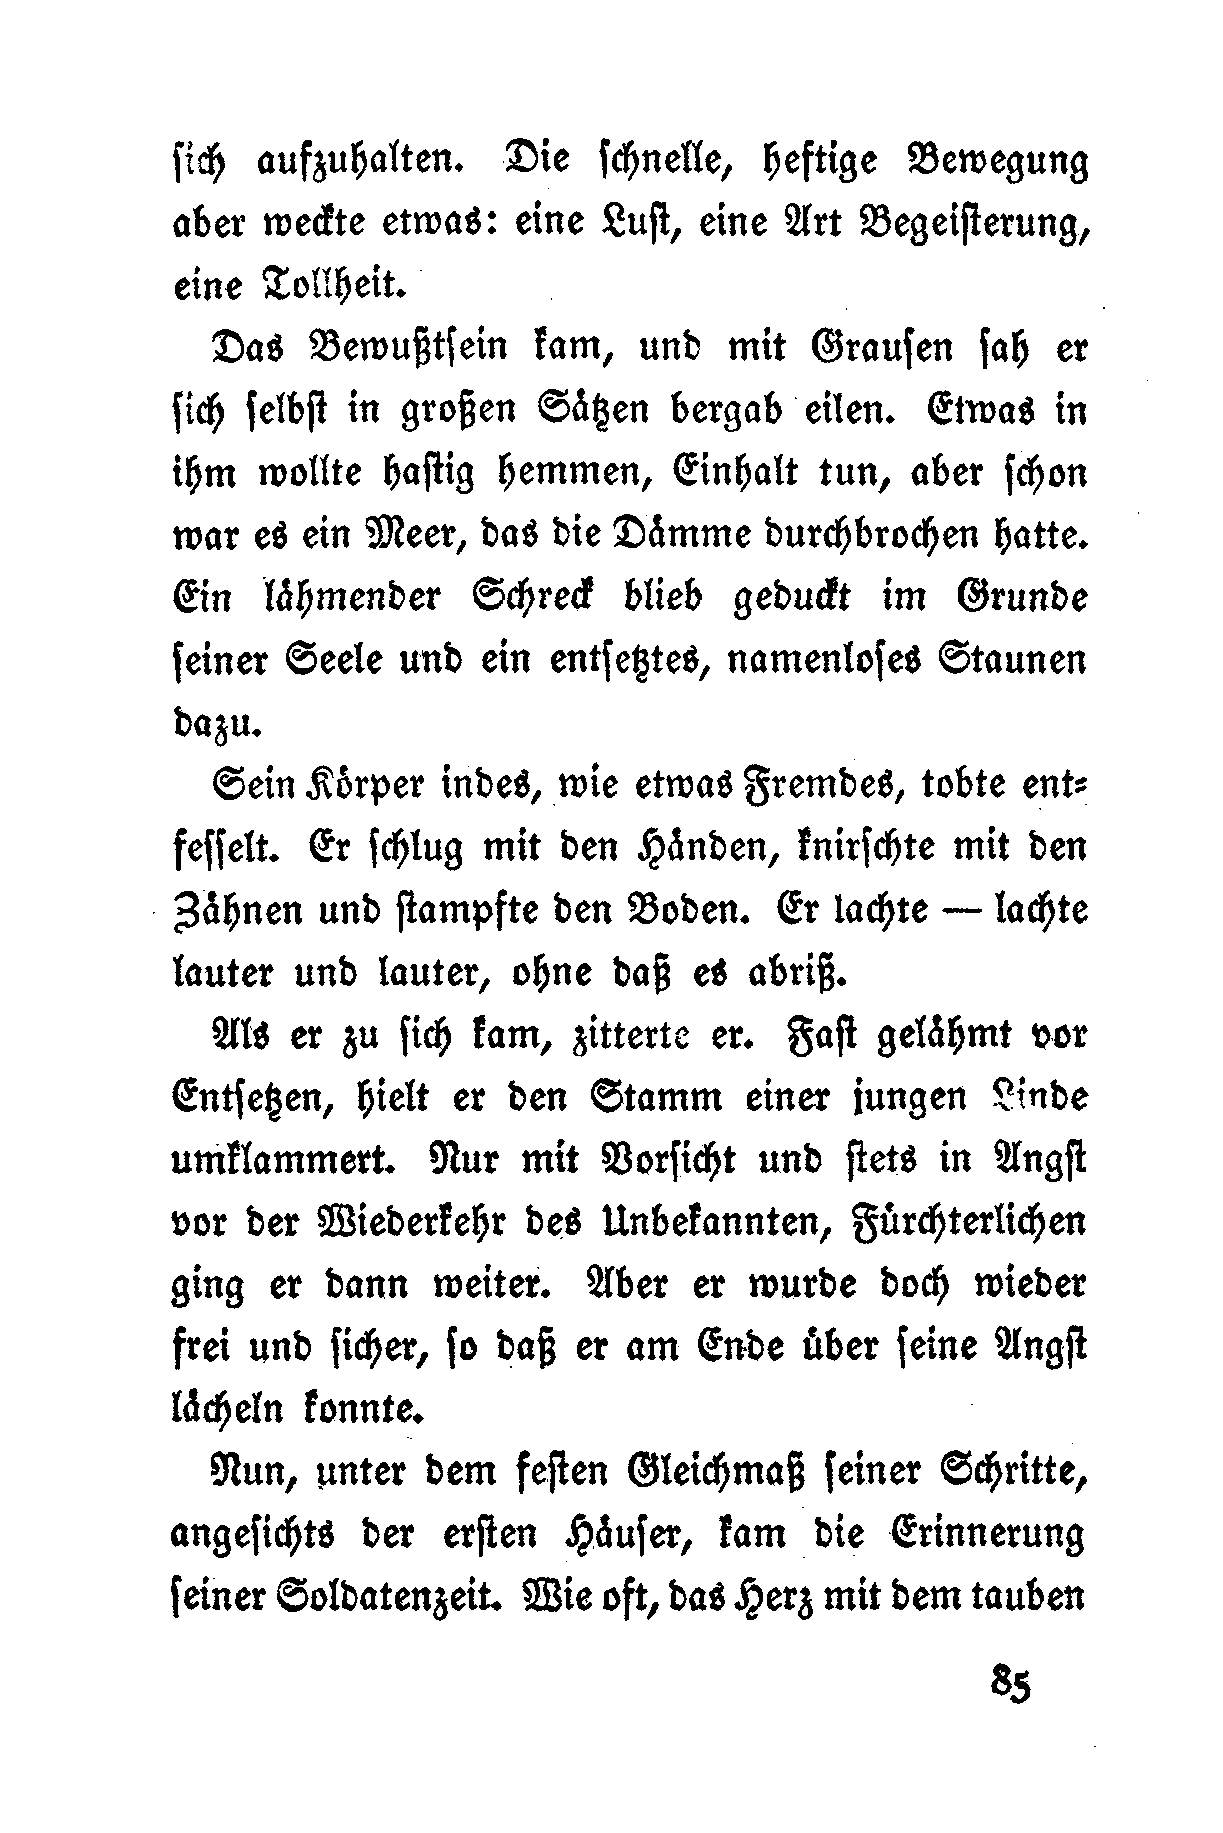 sich aufzuhalten. Die schnelle, heftige Bewegung
aber weckte etwas: eine Lust, eine Art Begeisterung,
eine Tollheit.
Das Bewußtsein kam, und mit Grausen sah er
sich selbst in großen Sätzen bergab eilen. Etwas in
ihm wollte hastig hemmen, Einhalt tun, aber schon
war es ein Meer, das die Dämme durchbrochen hatte.
Ein lähmender Schreck blieb geduckt im Grunde
seiner Seele und ein entsetztes, namenloses Staunen
dazu.
Sein Körper indes, wie etwas Fremdes, tobte ent-
fesselt. Er schlug mit den Händen, knirschte mit den
Zähnen und stampfte den Boden. Er lachte — lachte
lauter und lauter, ohne daß es abriß.
Als er zu sich kam, zitterte er. Fast gelähmt vor
Entsetzen, hielt er den Stamm einer jungen Linde
umklammert. Nur mit Vorsicht und stets in Angst
vor der Wiederkehr des Unbekannten, Fürchterlichen
ging er dann weiter. Aber er wurde doch wieder
frei und sicher, so daß er am Ende über seine Angst
lächeln konnte.
Nun, unter dem festen Gleichmaß seiner Schritte,
angesichts der ersten Häuser, kam die Erinnerung
seiner Soldatenzeit. Wie oft, das Herz mit dem tauben
85